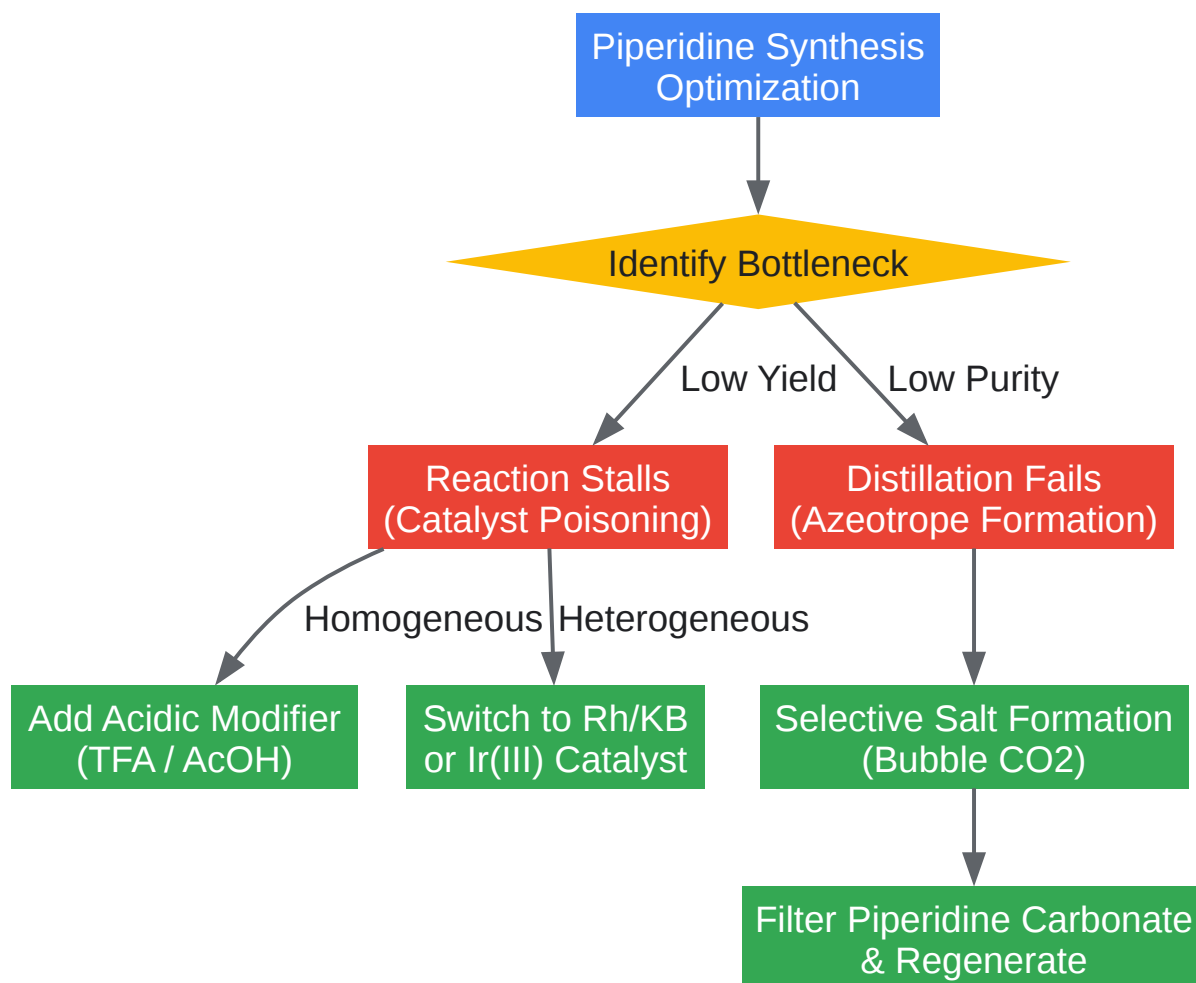 Piperidine Synthesis
Optimization
Identify Bottleneck
Low Yield
Low Purity
Reaction Stalls
(Catalyst Poisoning)
Distillation Fails
(Azeotrope Formation)
Homogeneous
Heterogeneous
Add Acidic Modifier
(TFA / AcOH)
Switch to Rh/KB
or Ir(III) Catalyst
Selective Salt Formation
(Bubble CO2)
Filter Piperidine Carbonate
& Regenerate